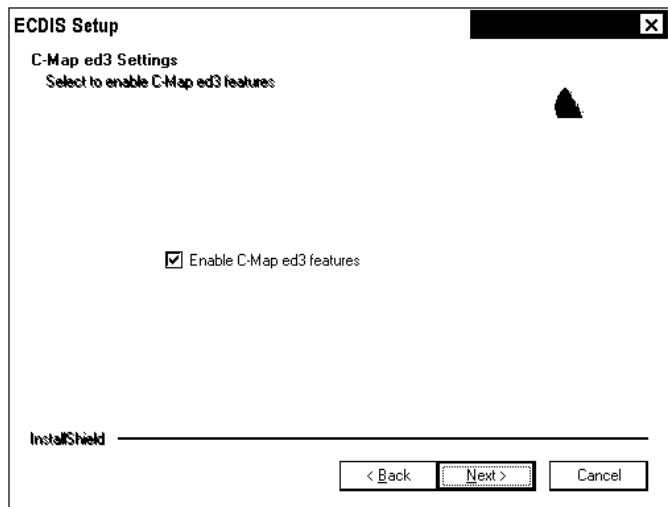 ECDIS Setup
C-Map ed3 Settings
Select to enable C-Map ed3 features
Enable C-Map ed3 features
InstallShield
< Back Next > Cancel